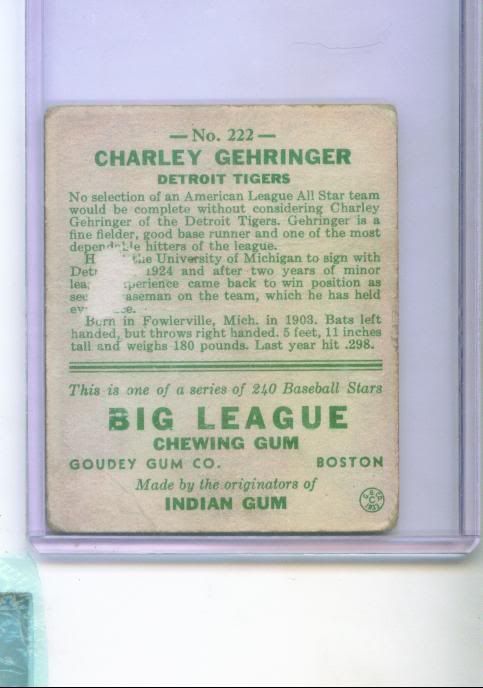 — No. 222 —
CHARLEY GEHRINGER
DETROIT TIGERS
No selection of an American League All Star team
would be complete without considering Charley
Gehringer of the Detroit Tigers. Gehringer is a
fine fielder, good base runner and one of the most
hitters of the league.
the University of Michigan to sign with
1924 and after two years of minor
came back to win position as
on the team, which he has held
Born in Fowlerville, Mich. in 1903. Bats left
handed, but throws right handed. 5 feet, 11 inches
tall and weighs 180 pounds. Last year hit .298.
This is one of a series of 240 Baseball Stars
BIG LEAGUE
CHEWING GUM
GOUDEY GUM CO. BOSTON
Made by the originators of
INDIAN GUM